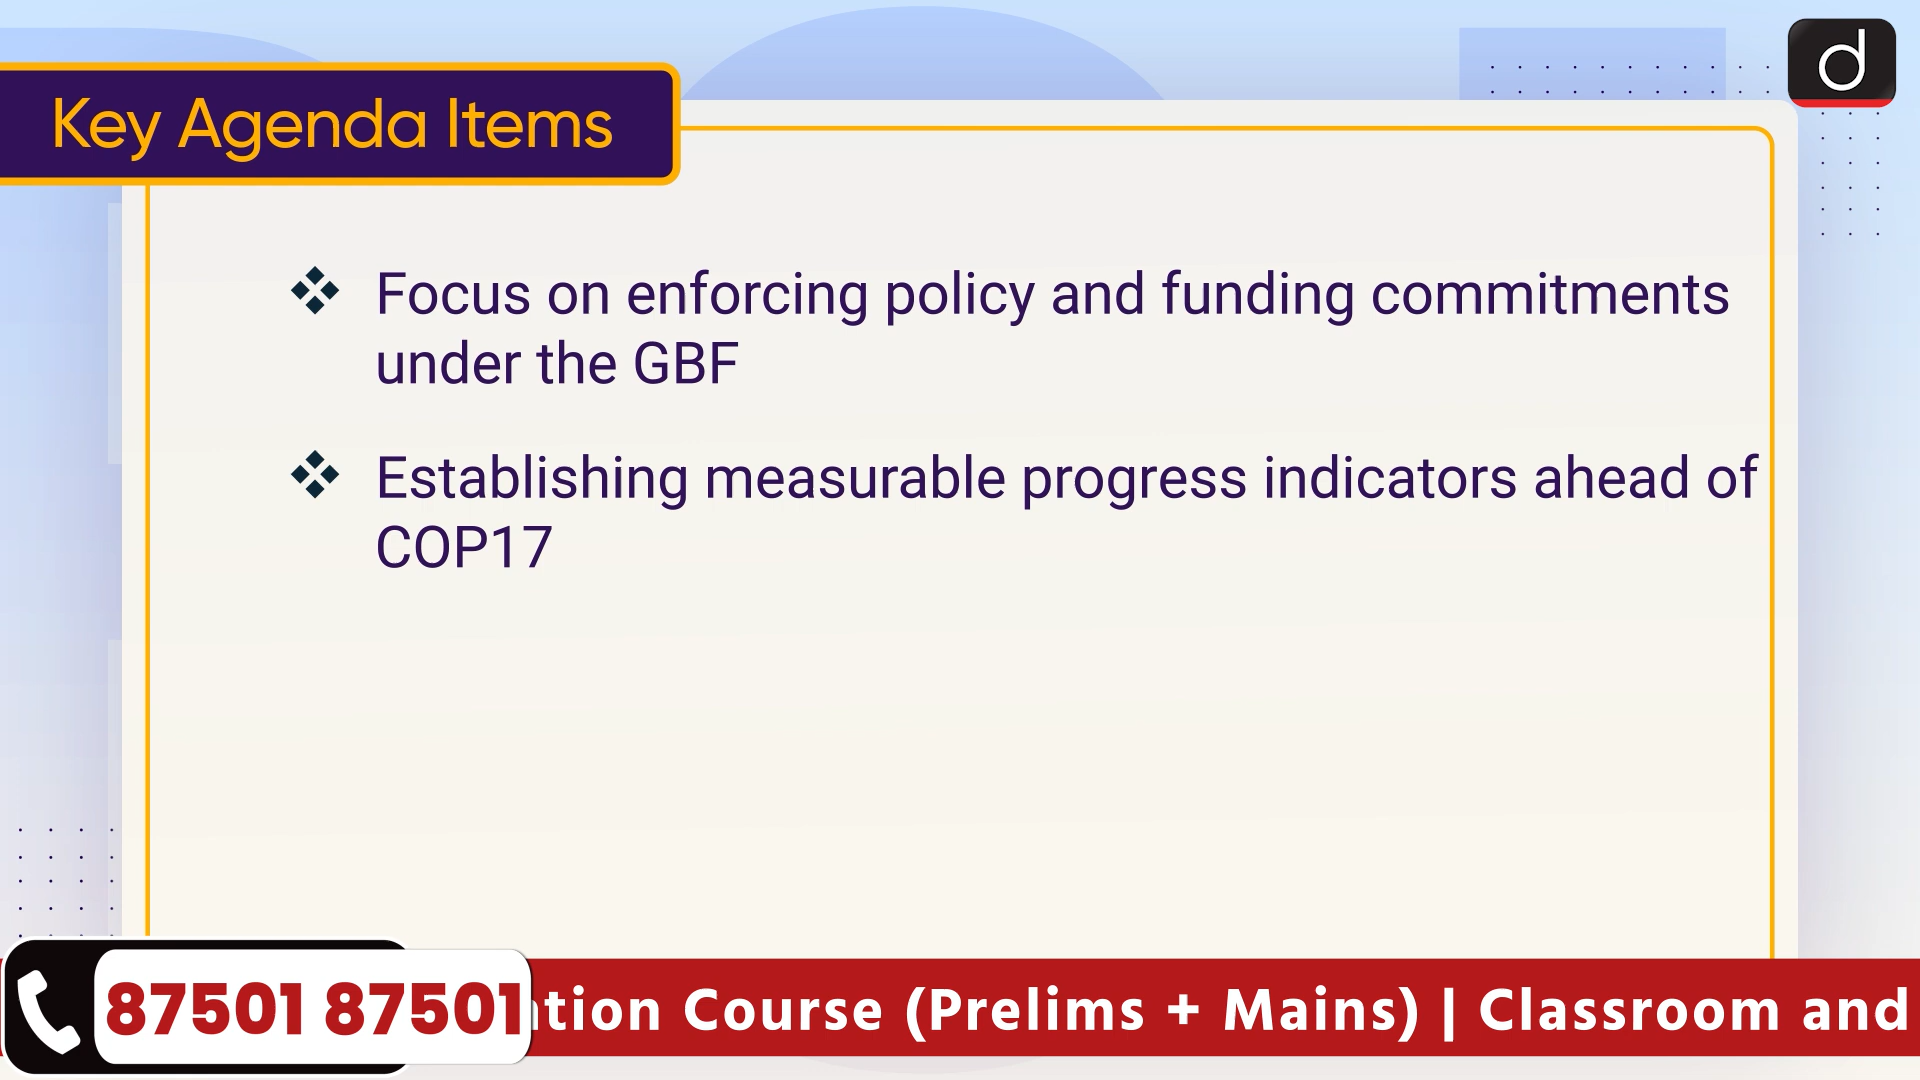 Key Agenda Items
Focus on enforcing policy and funding commitments
under the GBF
Establishing measurable progress indicators ahead of
COP17
87501 87501
Course (Prelims + Mains) | Classroom and